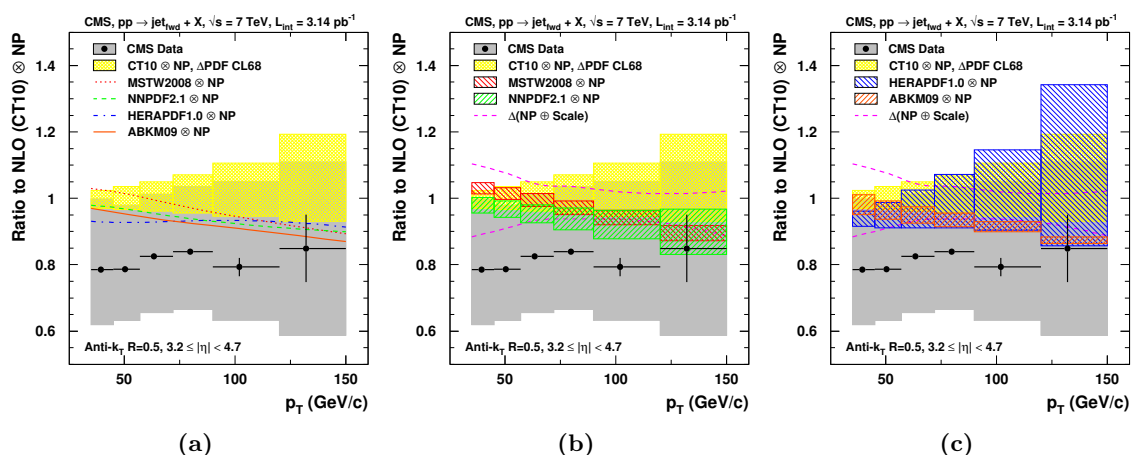 CMS, pp → jet_fwd + X, √s = 7 TeV, L_int = 3.14 pb⁻¹
Ratio to NLO (CT10) ⊗ NP
1.4
1.2
1
0.8
0.6
CMS Data
CT10 ⊗ NP, ΔPDF CL68
MSTW2008 ⊗ NP
NNPDF2.1 ⊗ NP
HERAPDF1.0 ⊗ NP
ABKM09 ⊗ NP
Anti-k_T R=0.5, 3.2 ≤ |η| < 4.7
50
100
150
p_T (GeV/c)
(a)
CMS, pp → jet_fwd + X, √s = 7 TeV, L_int = 3.14 pb⁻¹
Ratio to NLO (CT10) ⊗ NP
1.4
1.2
1
0.8
0.6
CMS Data
CT10 ⊗ NP, ΔPDF CL68
MSTW2008 ⊗ NP
NNPDF2.1 ⊗ NP
Δ(NP ⊕ Scale)
Anti-k_T R=0.5, 3.2 ≤ |η| < 4.7
50
100
150
p_T (GeV/c)
(b)
CMS, pp → jet_fwd + X, √s = 7 TeV, L_int = 3.14 pb⁻¹
Ratio to NLO (CT10) ⊗ NP
1.4
1.2
1
0.8
0.6
CMS Data
CT10 ⊗ NP, ΔPDF CL68
HERAPDF1.0 ⊗ NP
ABKM09 ⊗ NP
Δ(NP ⊕ Scale)
Anti-k_T R=0.5, 3.2 ≤ |η| < 4.7
50
100
150
p_T (GeV/c)
(c)